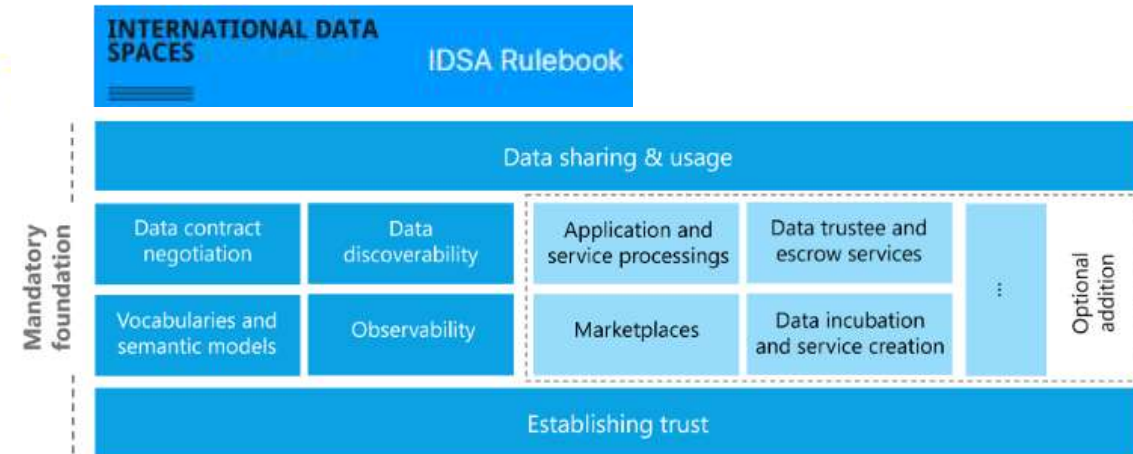 INTERNATIONAL DATA
SPACES
IDSA Rulebook
Data sharing & usage
Mandatory
foundation
Data contract
negotiation
Data
discoverability
Application and
service processings
Data trustee and
escrow services
...
Optional
addition
Vocabularies and
semantic models
Observability
Marketplaces
Data incubation
and service creation
Establishing trust